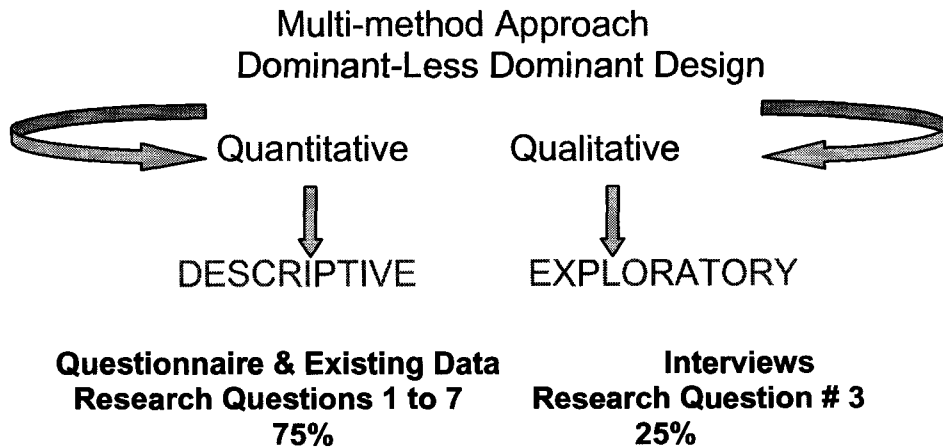 Multi-method Approach
Dominant-Less Dominant Design
Quantitative
Qualitative
DESCRIPTIVE
EXPLORATORY
Questionnaire & Existing Data
Research Questions 1 to 7
75%
Interviews
Research Question # 3
25%